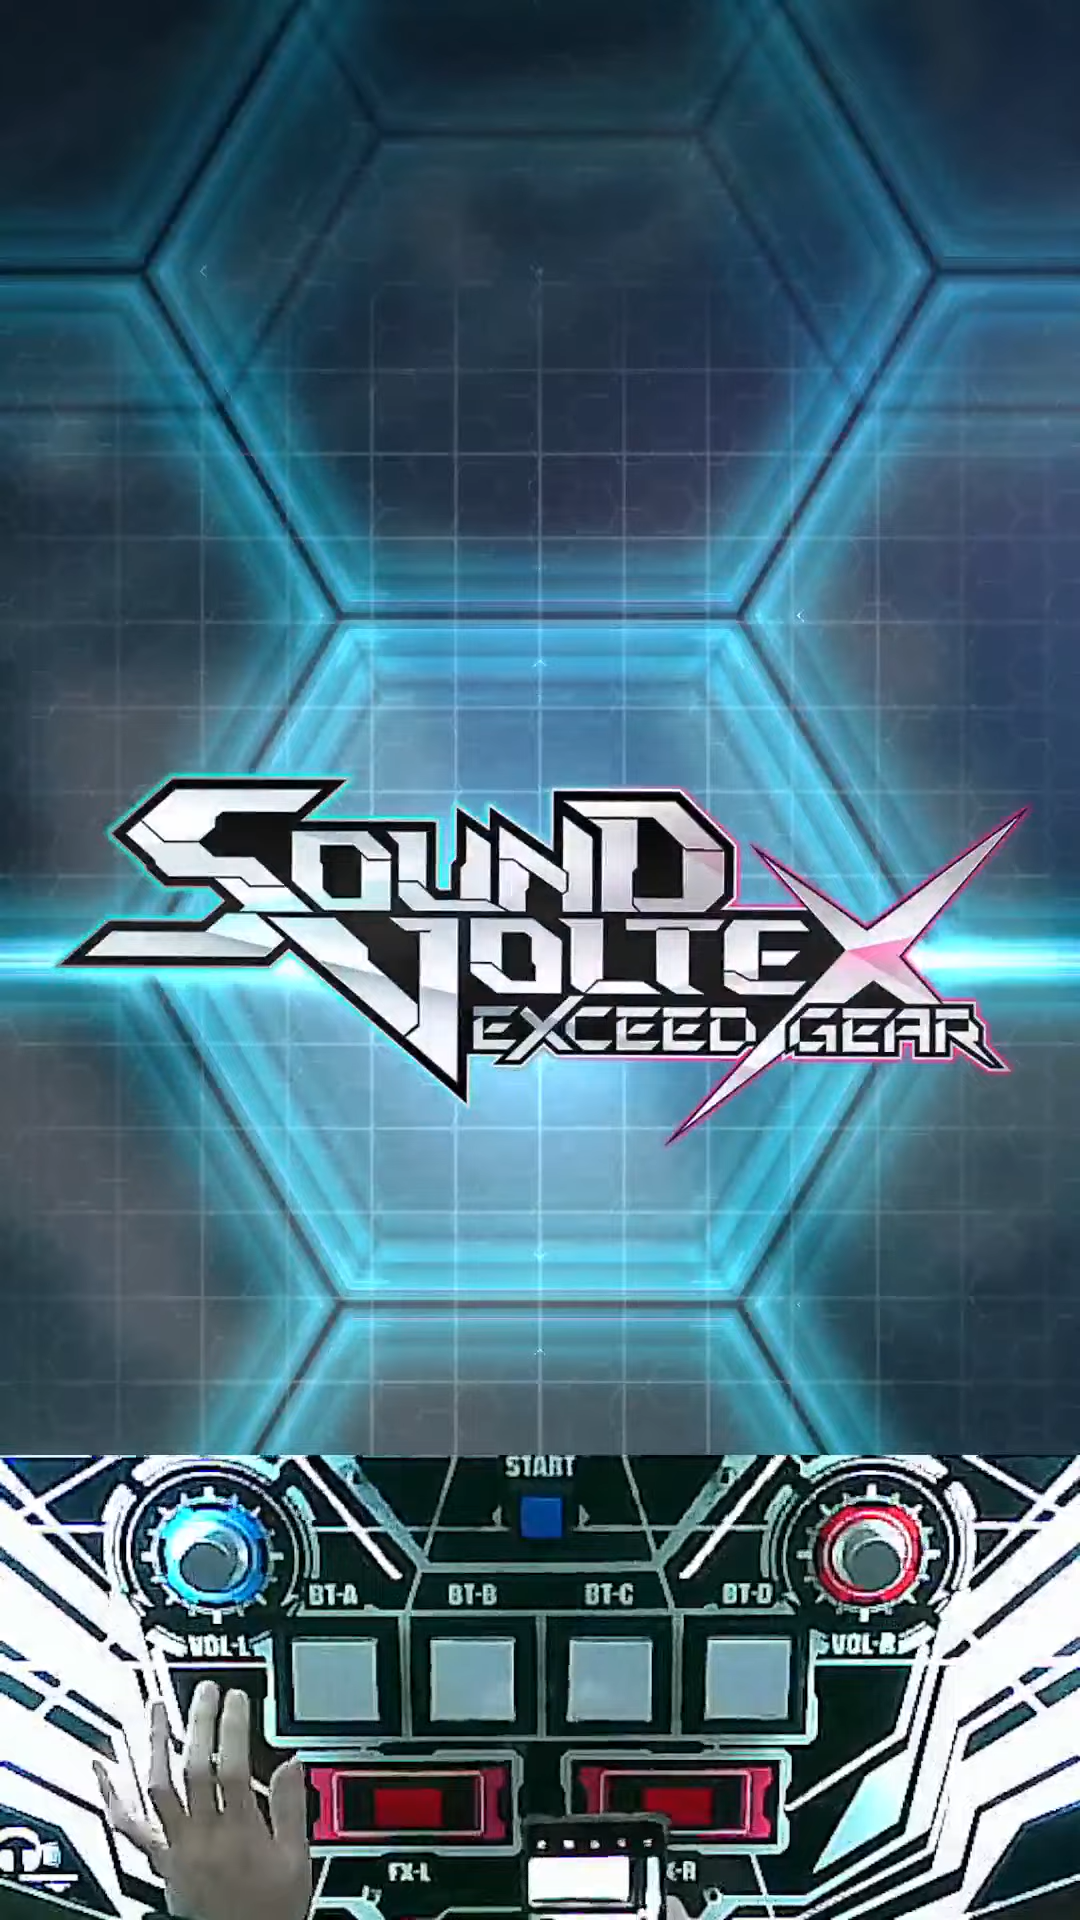 SOUND
VOLTEX
EXCEED GEAR
START
BT-A BT-B BT-C BT-D
VOL-L VOL-R
FX-L